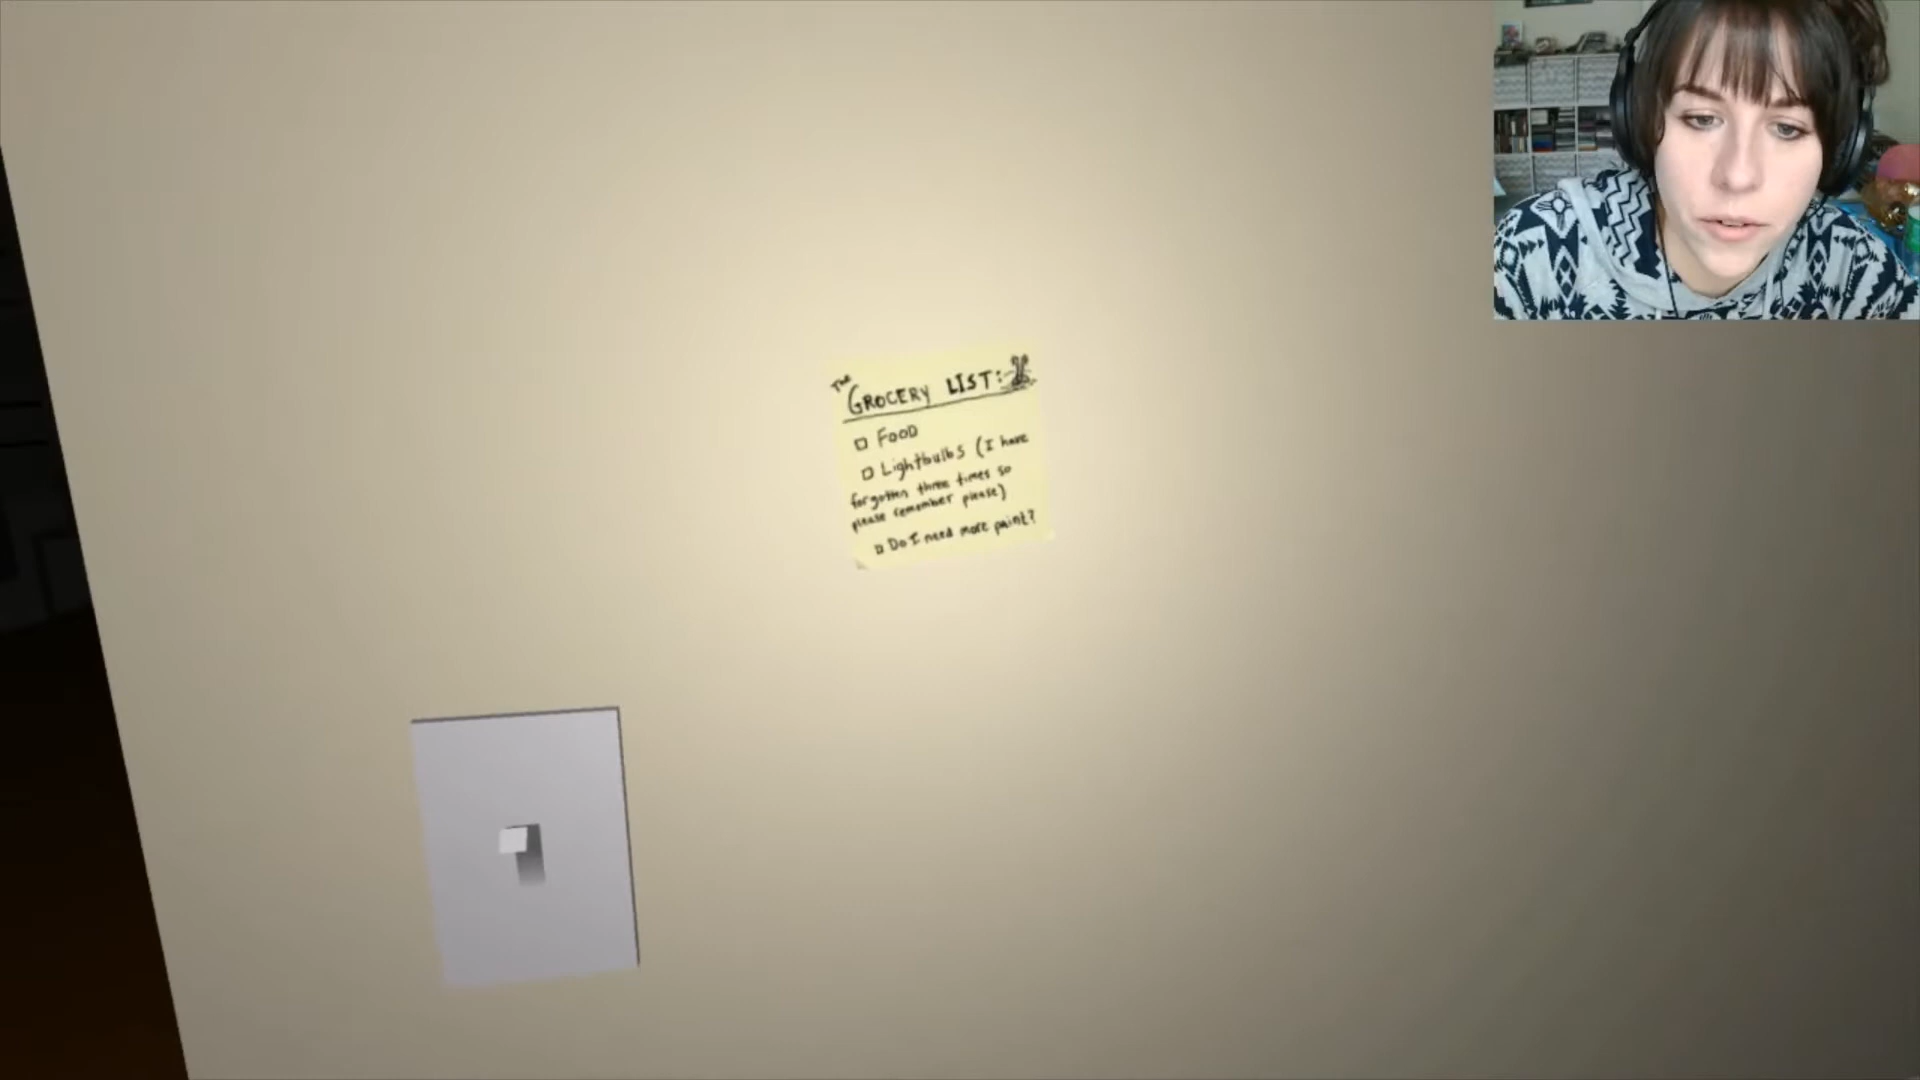 The
GROCERY LIST:
Food
Lightbulbs (I have
forgotten three times so
please remember please)
Do I need more paint?